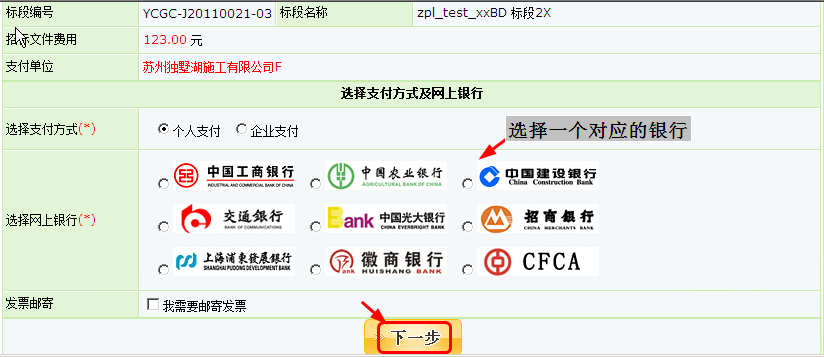 标段编号 YCGC-J20110021-03 标段名称 zpl_test_xxBD 标段2X
招标文件费用 123.00 元
支付单位 苏州独墅湖施工有限公司F
选择支付方式及网上银行
选择支付方式(*) 个人支付 企业支付 选择一个对应的银行
中国工商银行 中国农业银行 中国建设银行
INDUSTRIAL AND COMMERCIAL BANK OF CHINA AGRICULTURAL BANK OF CHINA China Construction Bank
选择网上银行(*) 交通銀行 Bank 中国光大银行 招商銀行
BANK OF COMMUNICATIONS CHINA EVERBRIGHT BANK CHINA MERCHANTS BANK
上海浦東發展銀行 徽商银行 CFCA
SHANGHAI PUDONG DEVELOPMENT BANK ank HUISHANG BANK
发票邮寄 我需要邮寄发票
下一步